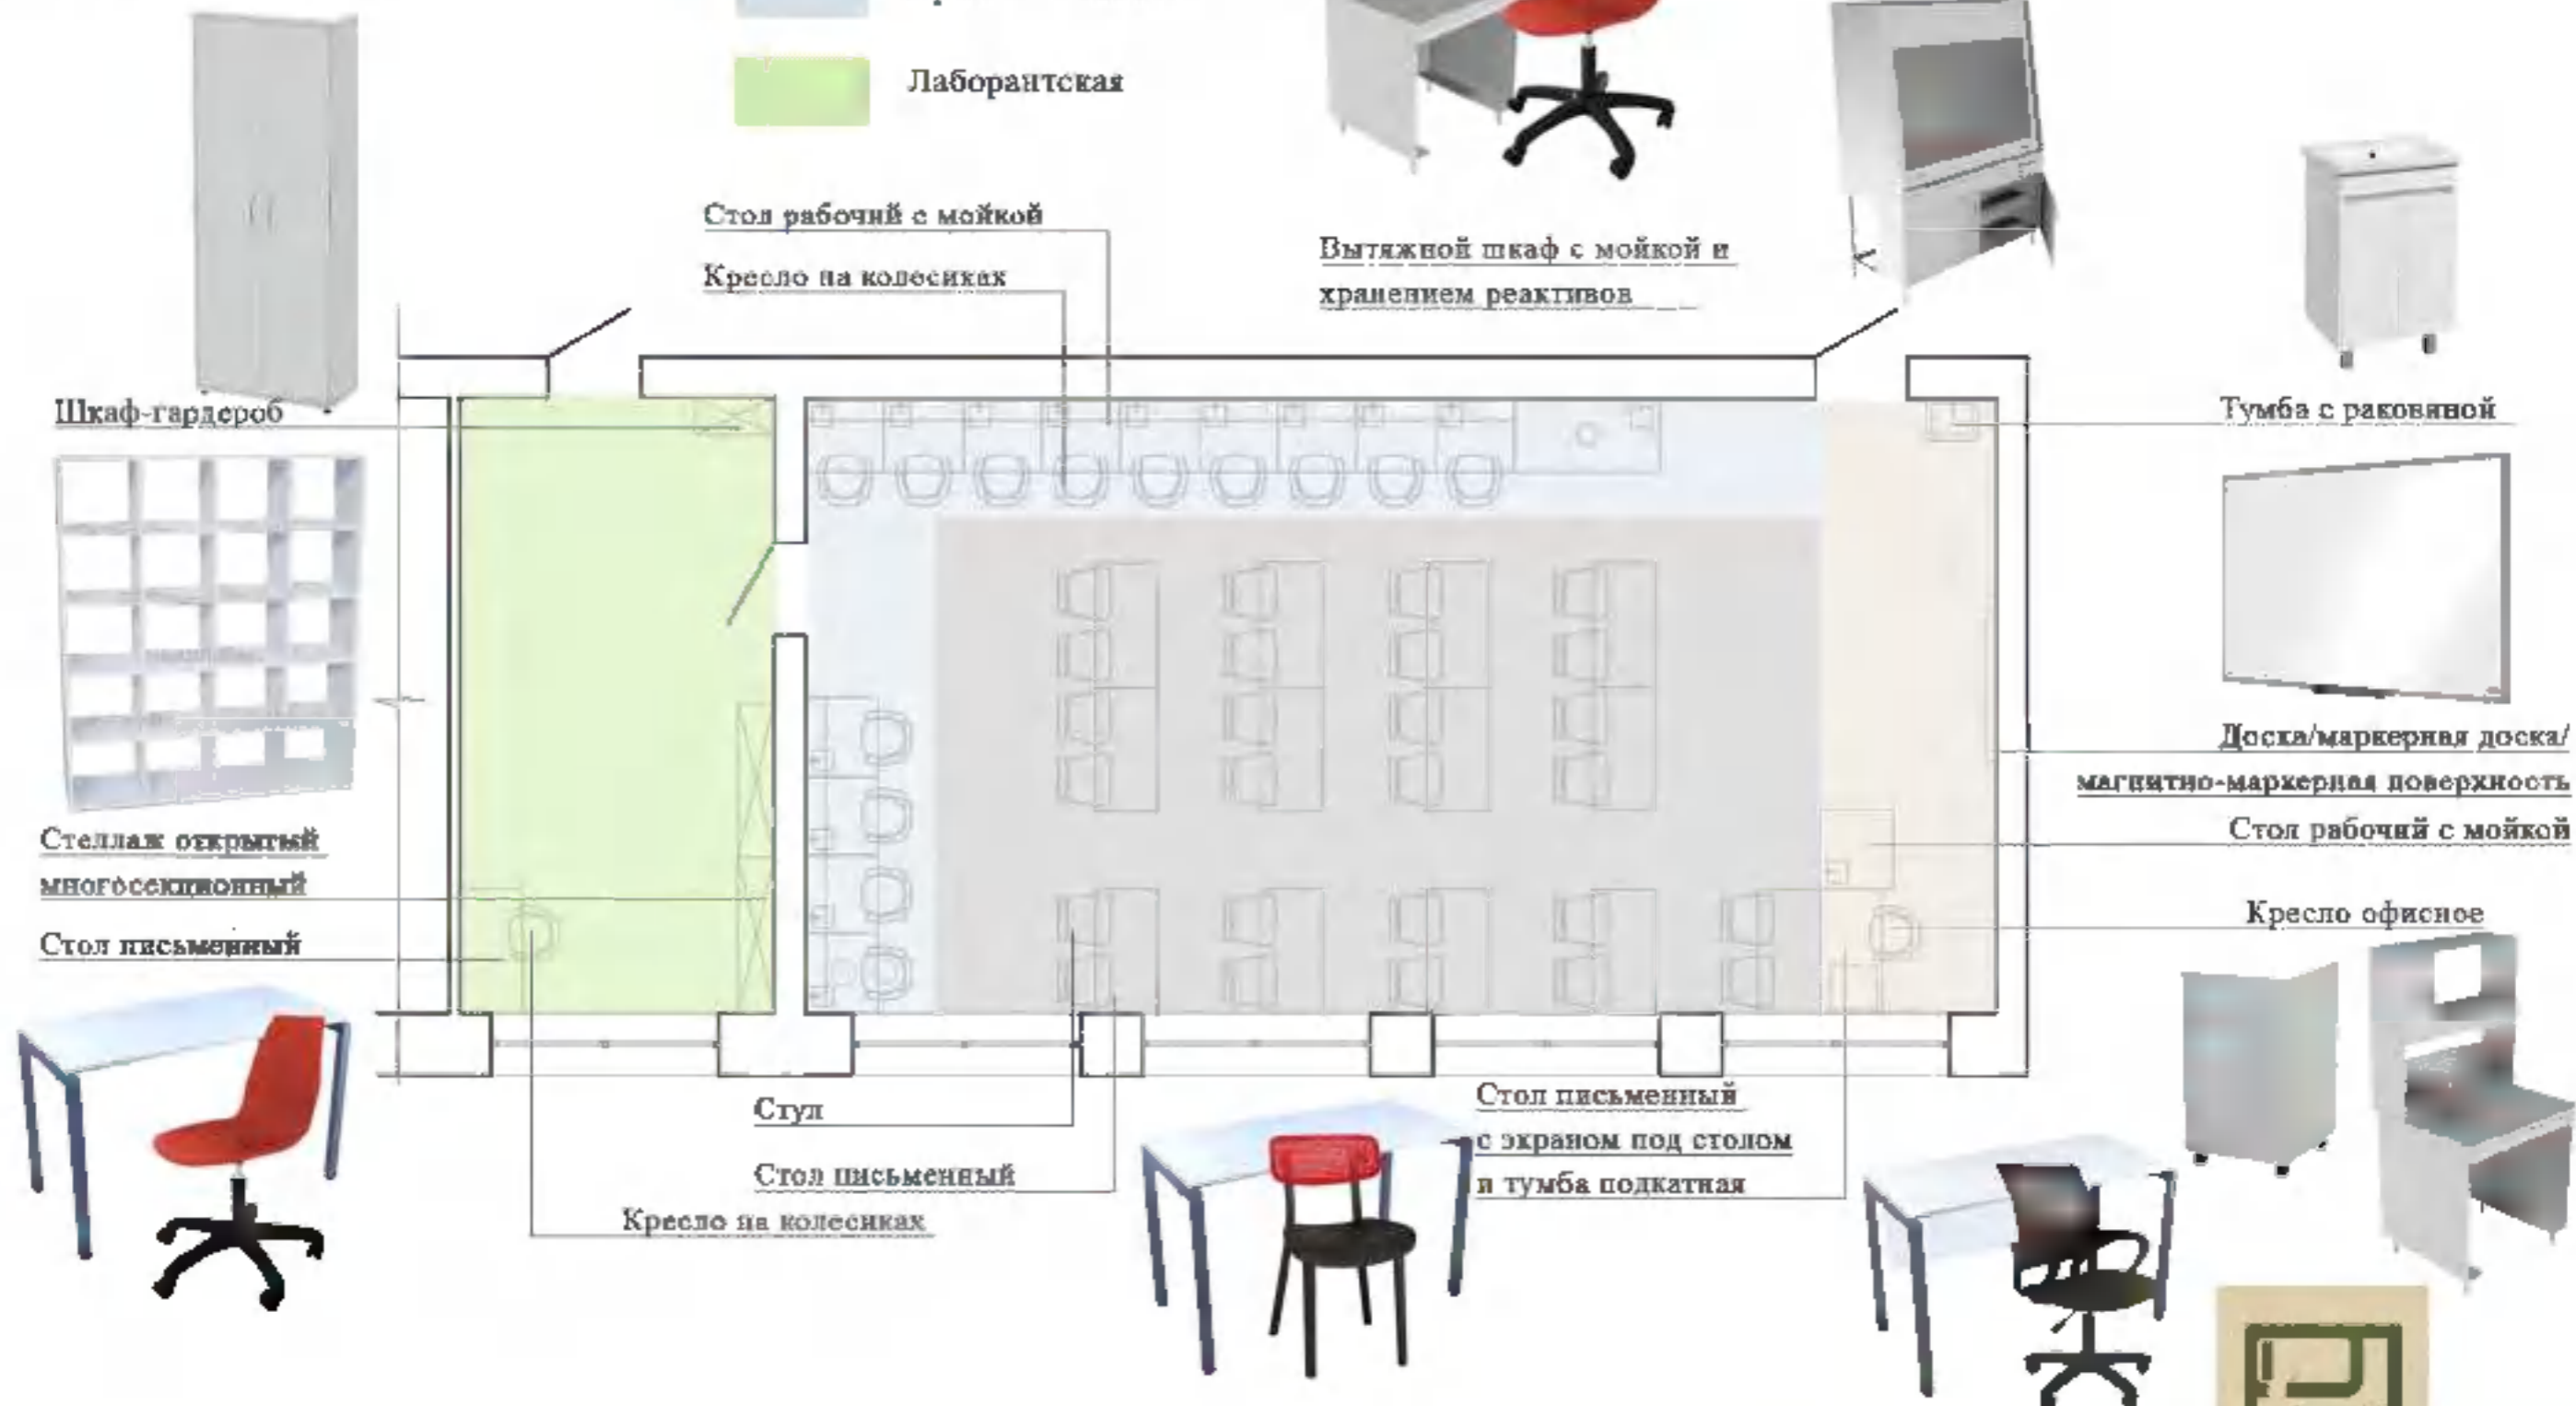 Лаборантская
Стол рабочий с мойкой
Кресло на колесиках
Вытяжной шкаф с мойкой и
хранением реактивов
Шкаф-гардероб
Тумба с раковиной
Доска/маркерная доска/
магнитно-маркерная поверхность
Стол рабочий с мойкой
Стеллаж открытый
многосекционный
Кресло офисное
Стол письменный
Стул
Стол письменный
с экраном под столом
и тумба подкатная
Стол письменный
Кресло на колесиках